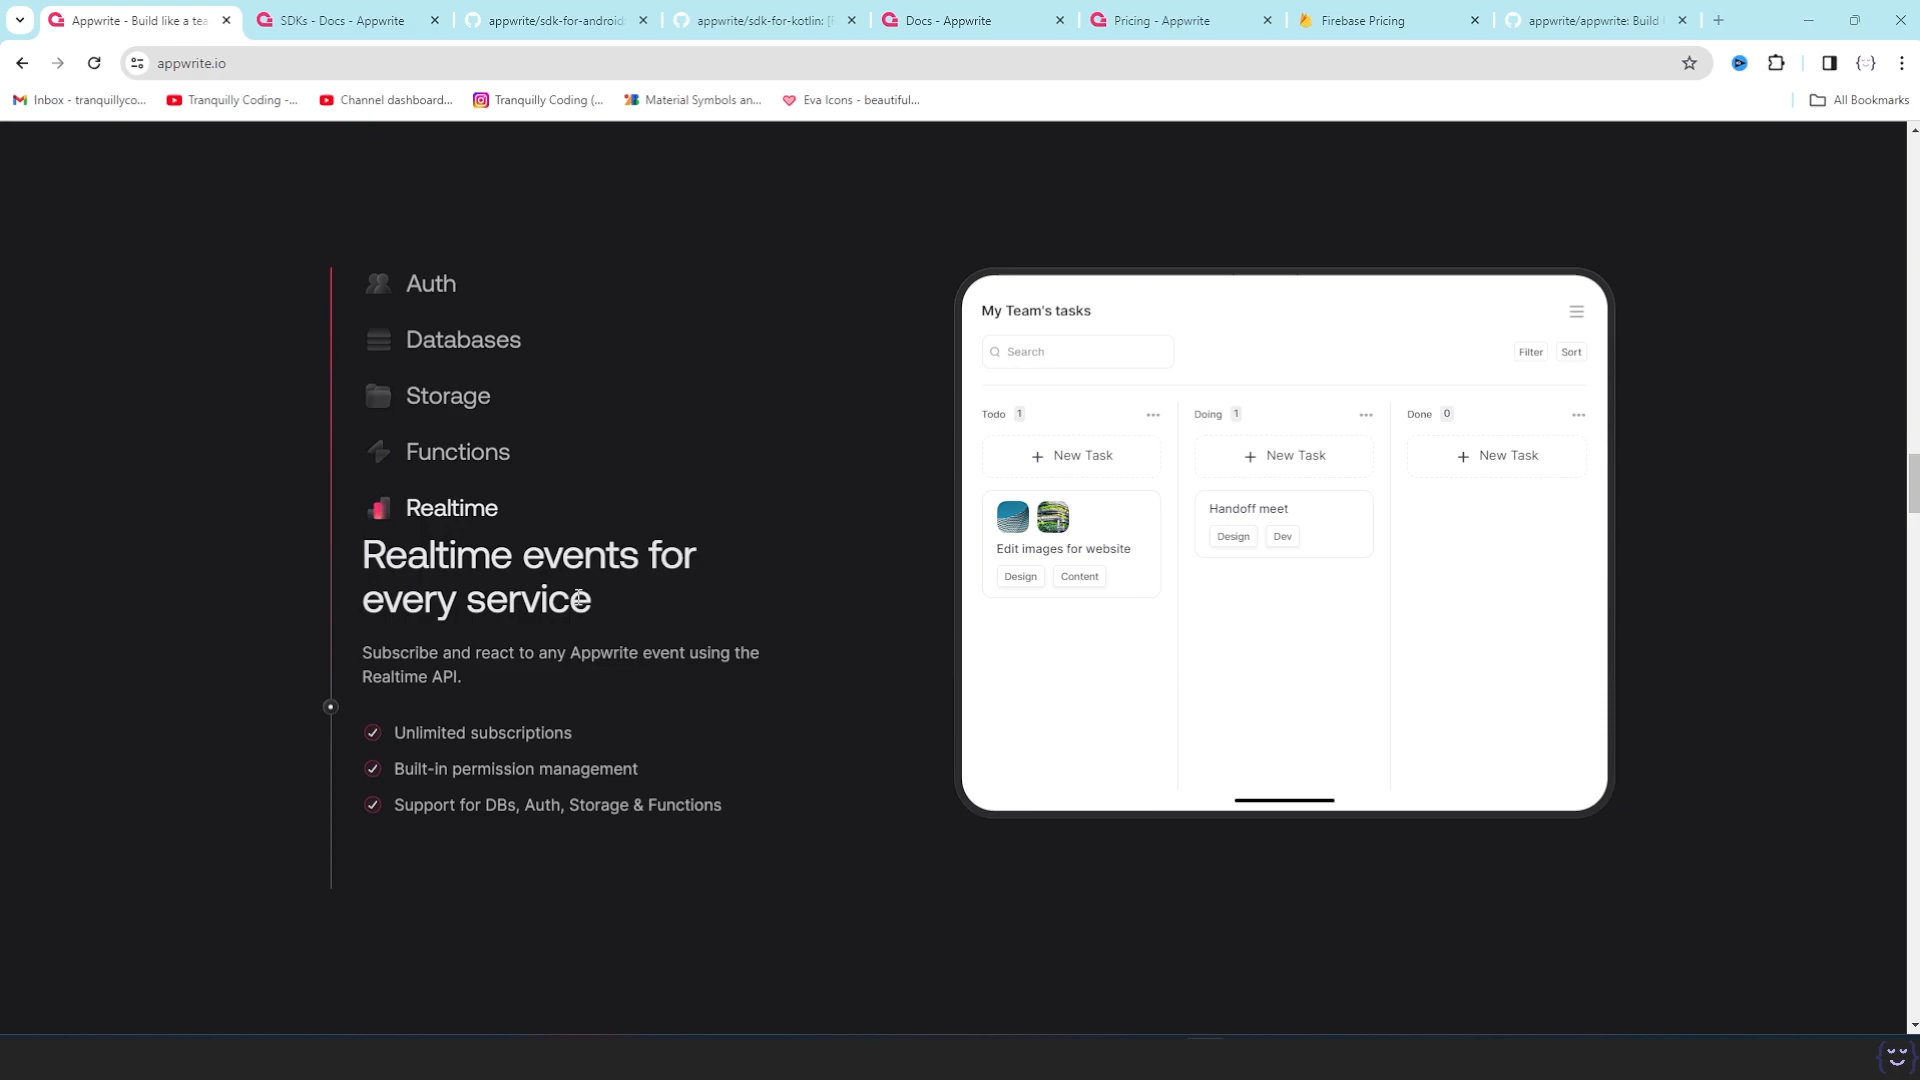 Appwrite - Build like a tea
SDKs - Docs - Appwrite
appwrite/sdk-for-android:
appwrite/sdk-for-kotlin: [
Docs - Appwrite
Pricing - Appwrite
Firebase Pricing
appwrite/appwrite: Build
appwrite.io
Inbox - tranquillyco...
Tranquilly Coding -...
Channel dashboard...
Tranquilly Coding (...
Material Symbols an...
Eva Icons - beautiful...
All Bookmarks
Auth
Databases
Storage
Functions
Realtime
Realtime events for
every service
Subscribe and react to any Appwrite event using the
Realtime API.
Unlimited subscriptions
Built-in permission management
Support for DBs, Auth, Storage & Functions
My Team's tasks
Search
Filter Sort
Todo 1
Doing 1
Done 0
+ New Task
+ New Task
+ New Task
Edit images for website
Design Content
Handoff meet
Design Dev